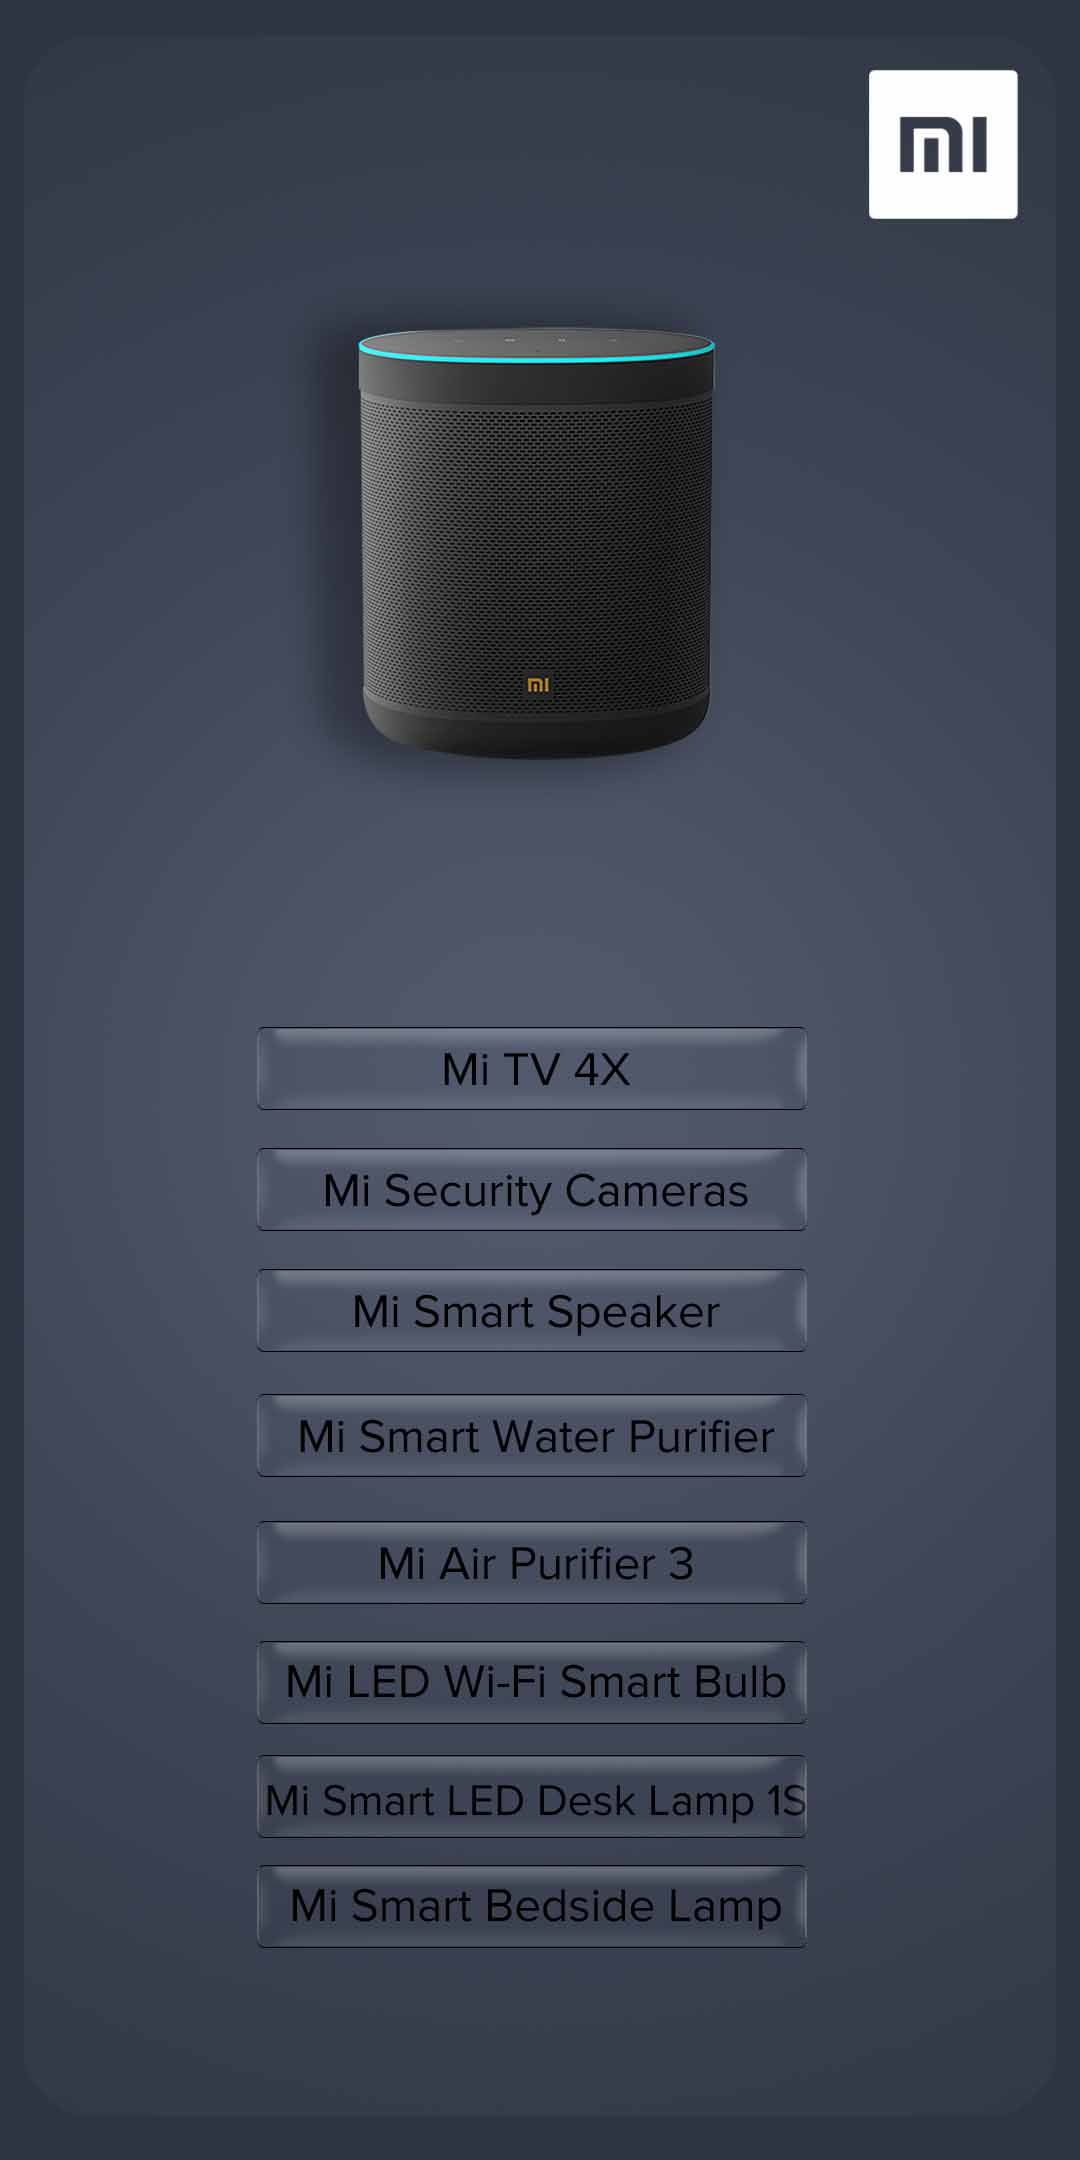 mi
mi
Mi TV 4X
Mi Security Cameras
Mi Smart Speaker
Mi Smart Water Purifier
Mi Air Purifier 3
Mi LED Wi-Fi Smart Bulb
Mi Smart LED Desk Lamp 1S
Mi Smart Bedside Lamp